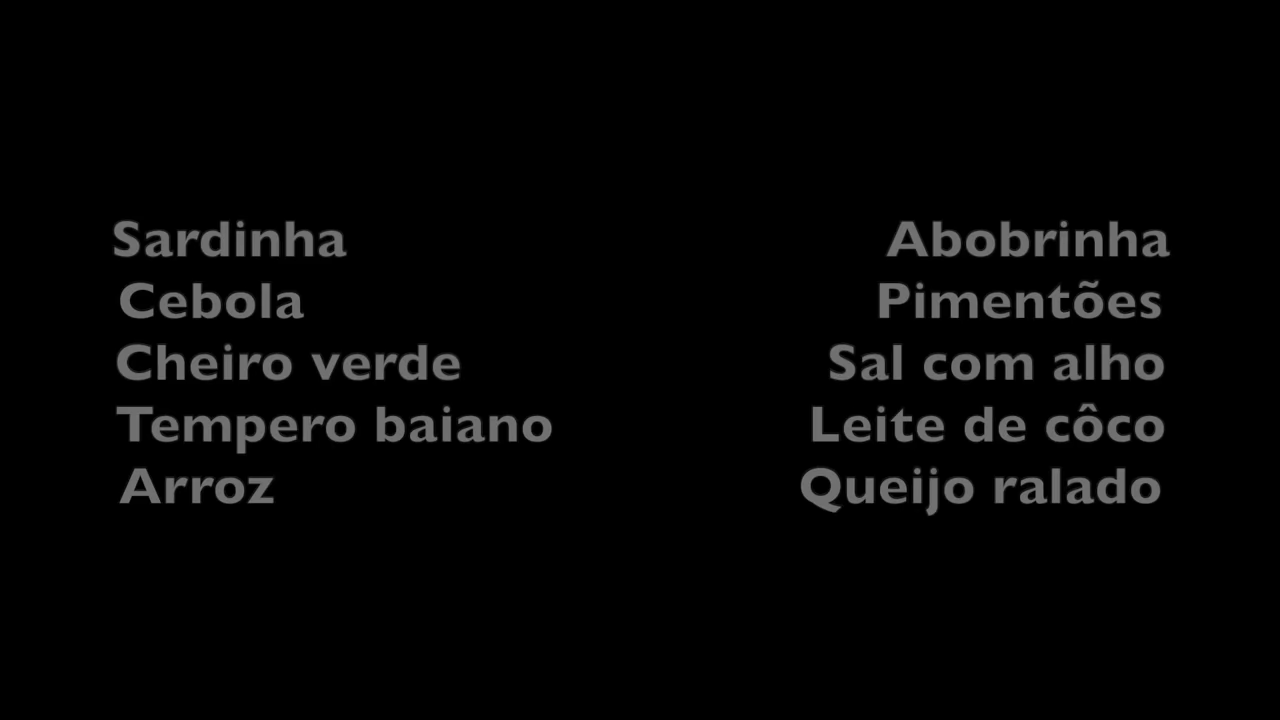 Sardinha
Cebola
Cheiro verde
Tempero baiano
Arroz
Abobrinha
Pimentões
Sal com alho
Leite de côco
Queijo ralado